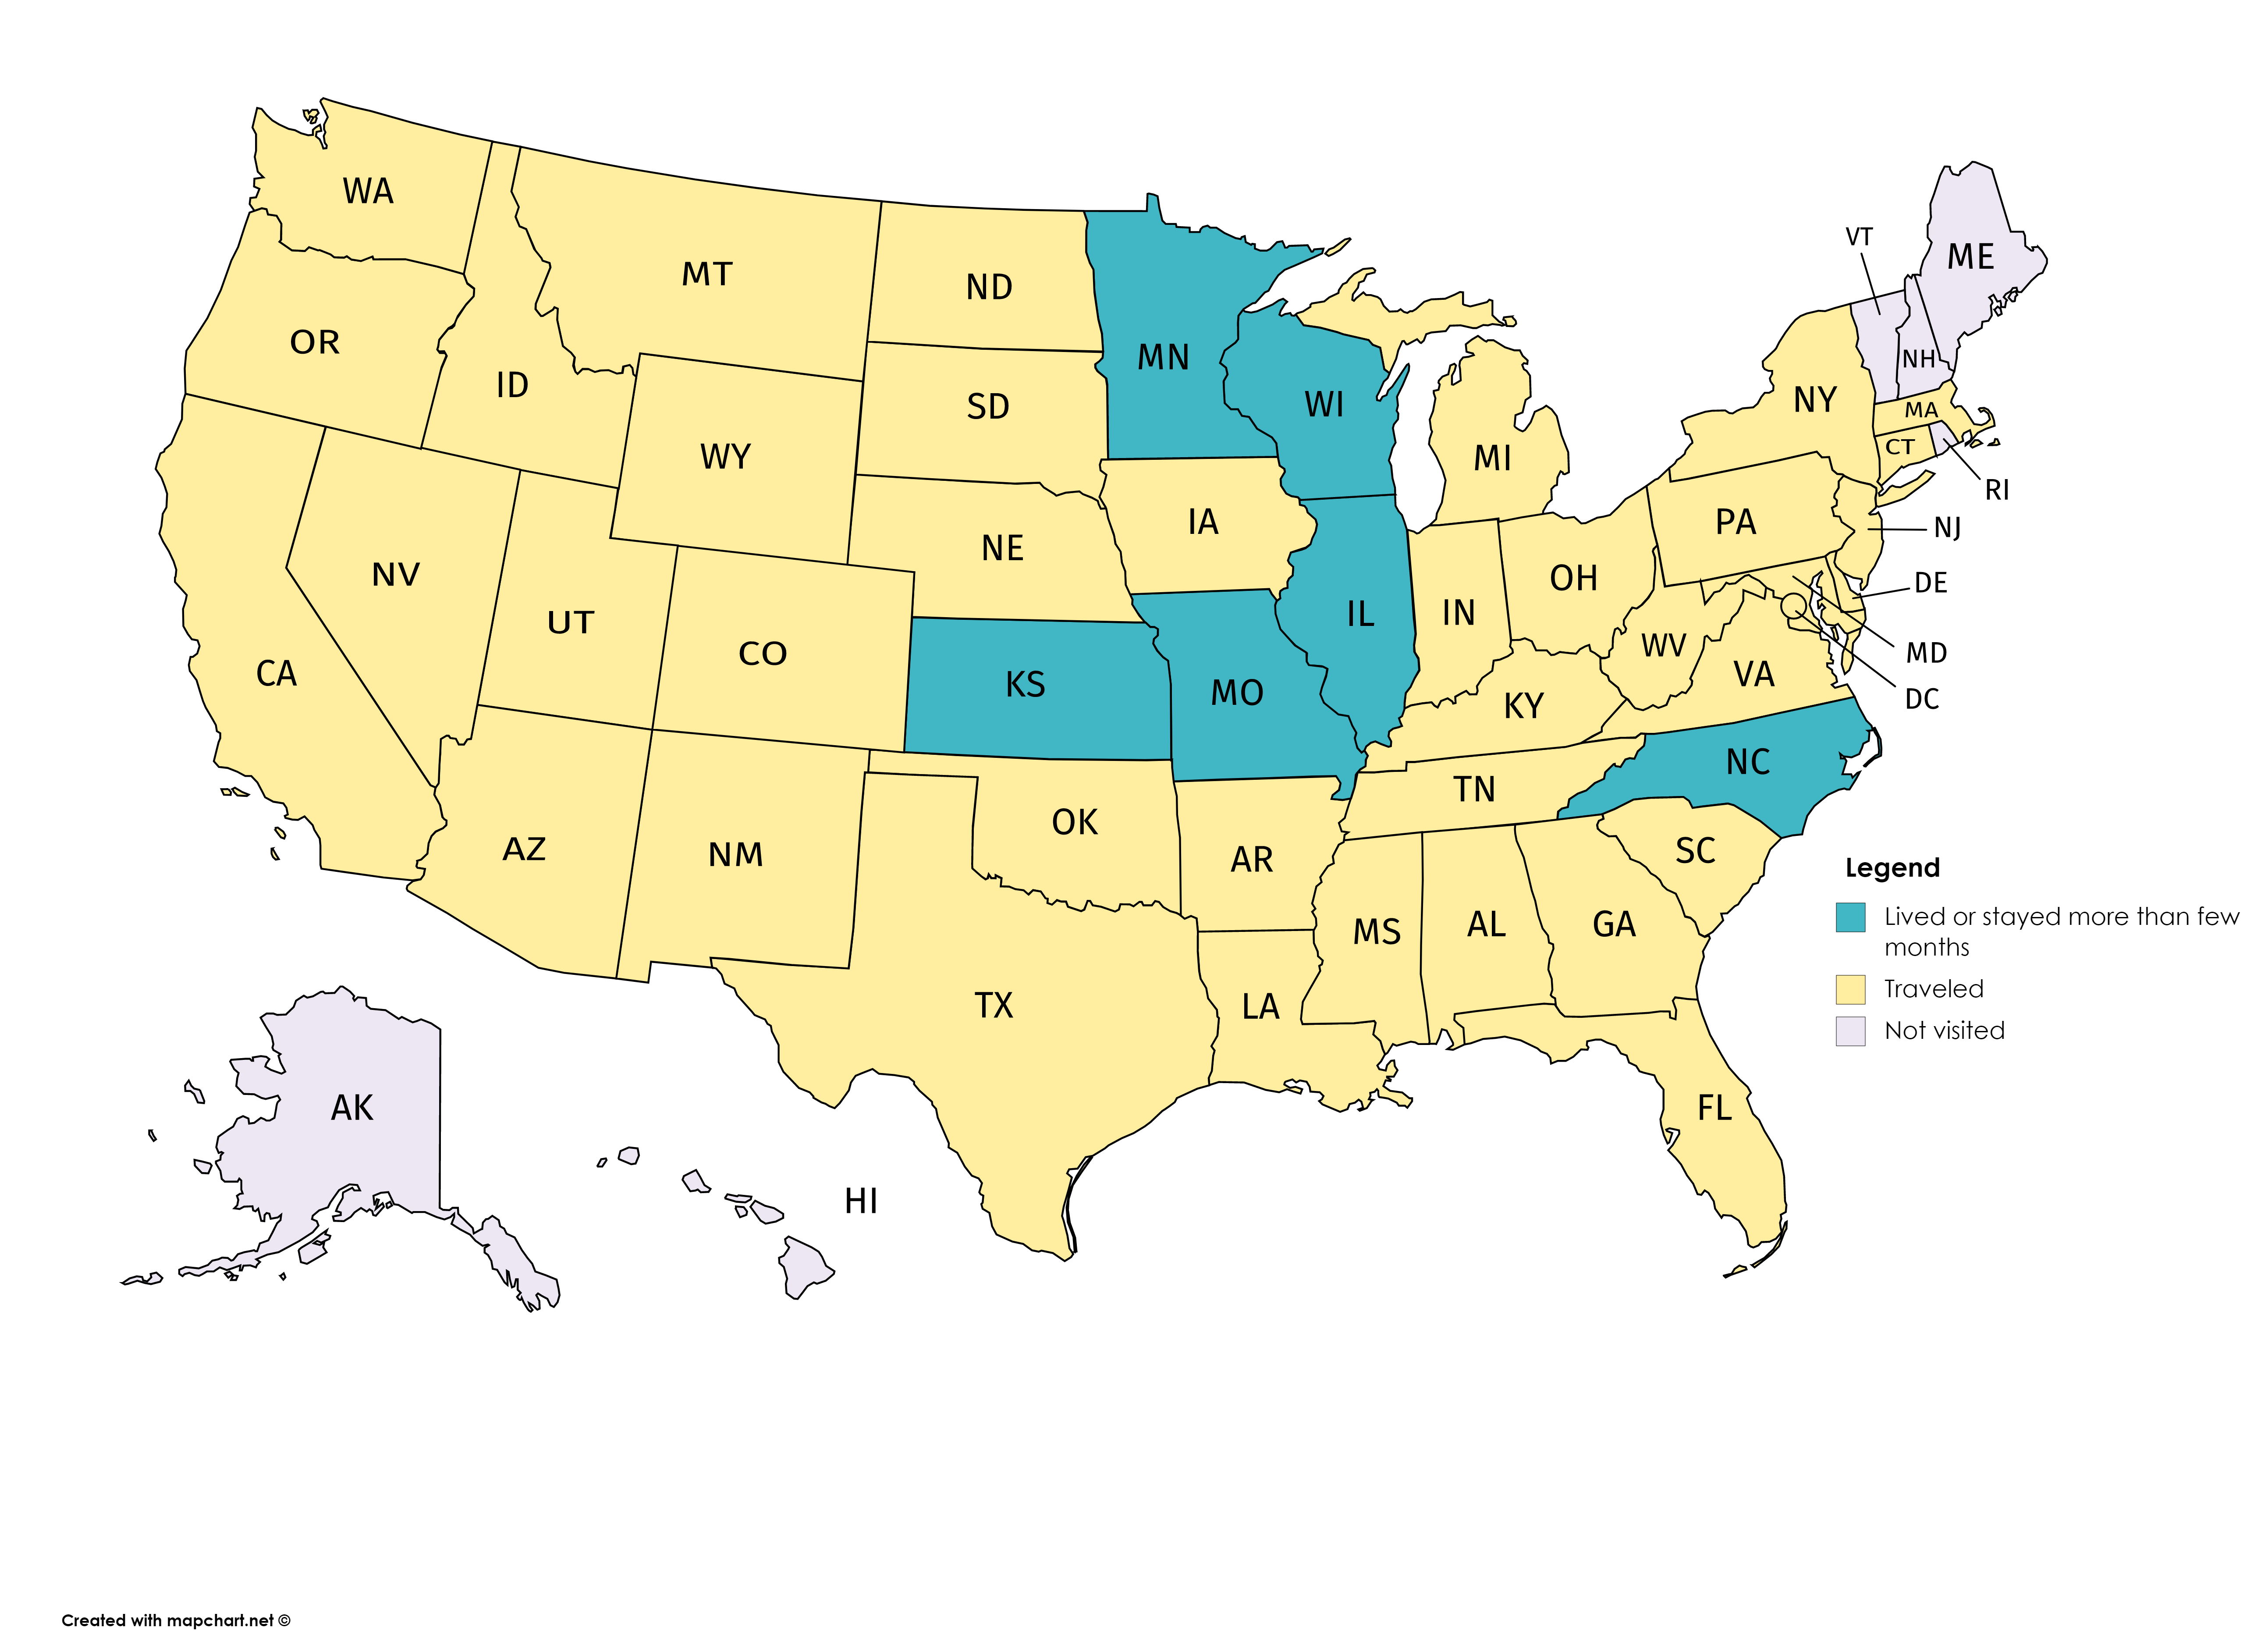 WA
MT
ND
MN
VT
ME
OR
ID
SD
WI
NH
NY
MA
WY
MI
CT
RI
IA
PA
NJ
NV
NE
OH
DE
UT
CO
IL
IN
WV
MD
CA
KS
MO
KY
VA
DC
NC
TN
AZ
NM
OK
AR
SC
Legend
MS
AL
GA
Lived or stayed more than few
months
TX
LA
Traveled
Not visited
AK
FL
HI
Created with mapchart.net ©